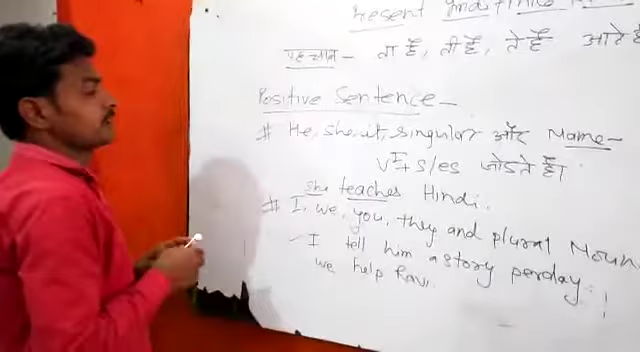 Present Indefinite
पहचान - ता हैं, ती हैं, ते हैं
Positive Sentence -
# He, she, it, singular और Name -
V I + s/es जोड़ते हैं।
She teaches Hindi.
# I, we, you, they and plural Noun
I tell him a story perday.
we help Ravi.